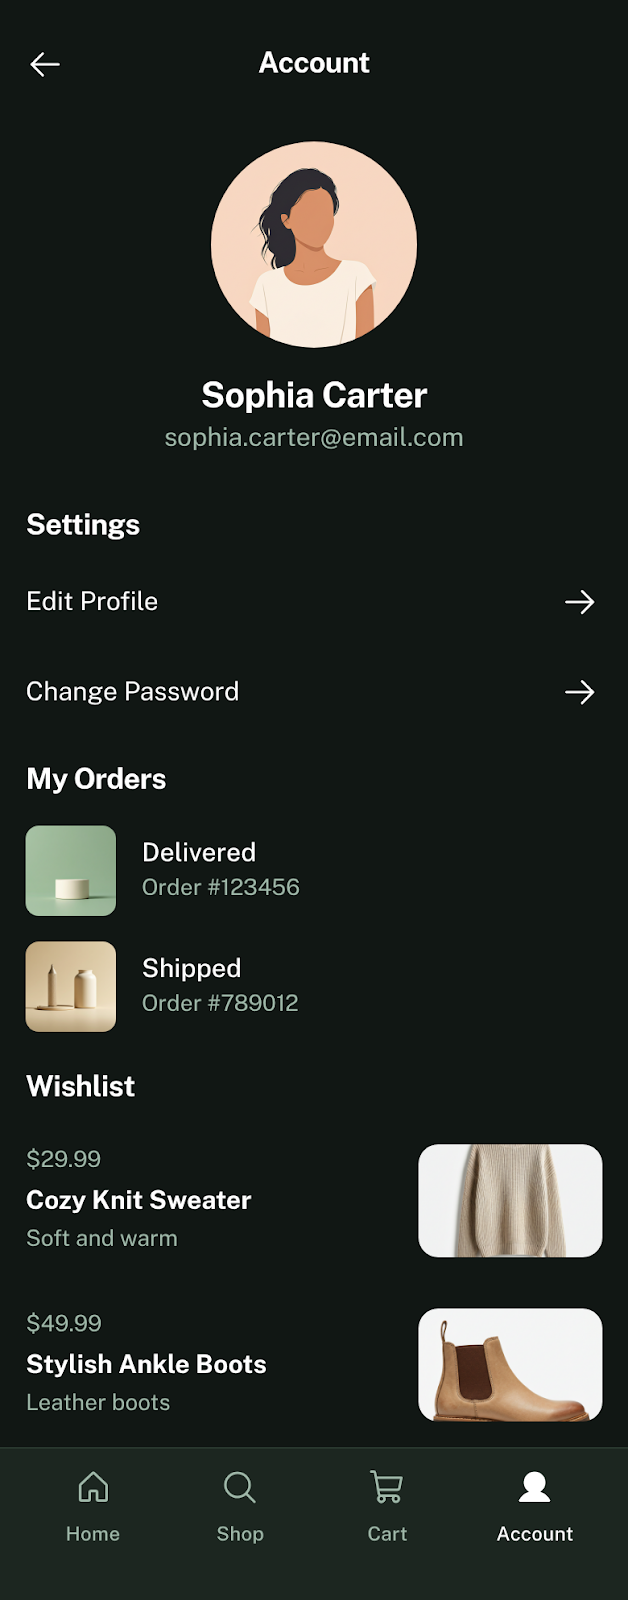 Account
Sophia Carter
sophia.carter@email.com
Settings
Edit Profile
Change Password
My Orders
Delivered
Order #123456
Shipped
Order #789012
Wishlist
$29.99
Cozy Knit Sweater
Soft and warm
$49.99
Stylish Ankle Boots
Leather boots
Home
Shop
Cart
Account